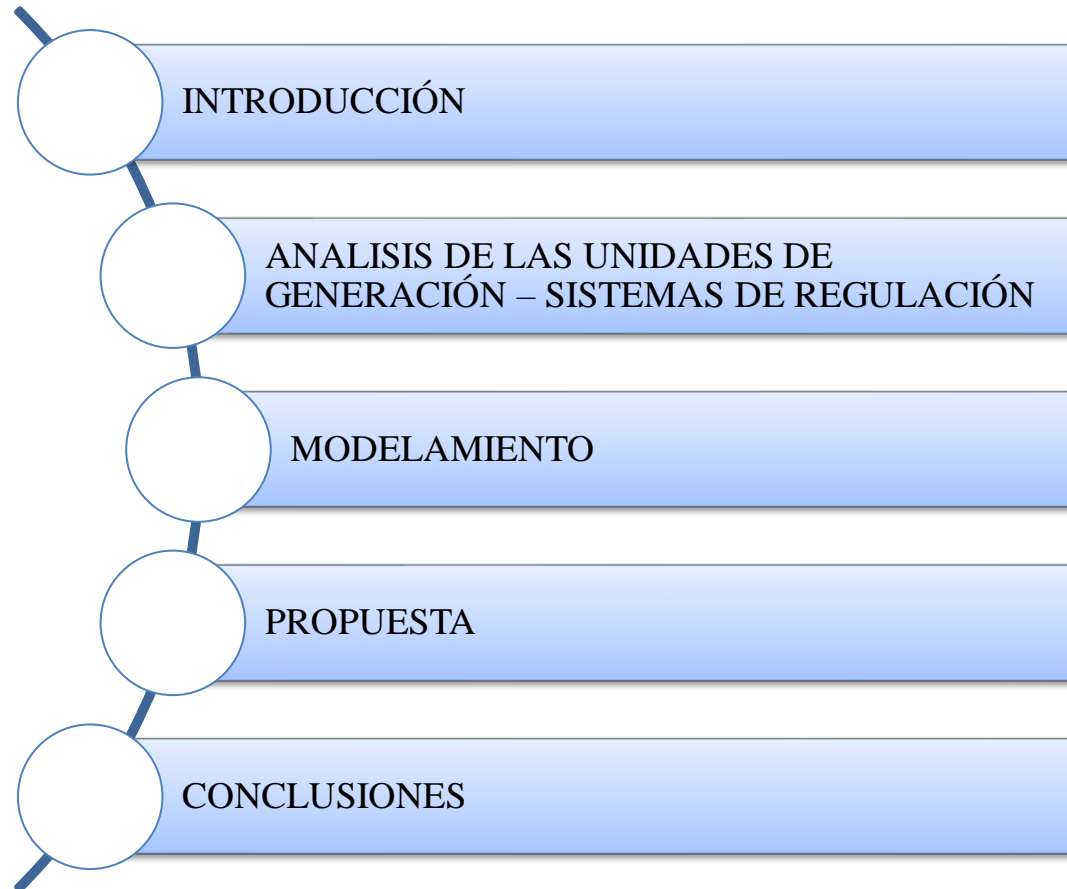 INTRODUCCIÓN
ANALISIS DE LAS UNIDADES DE
GENERACIÓN – SISTEMAS DE REGULACIÓN
MODELAMIENTO
PROPUESTA
CONCLUSIONES